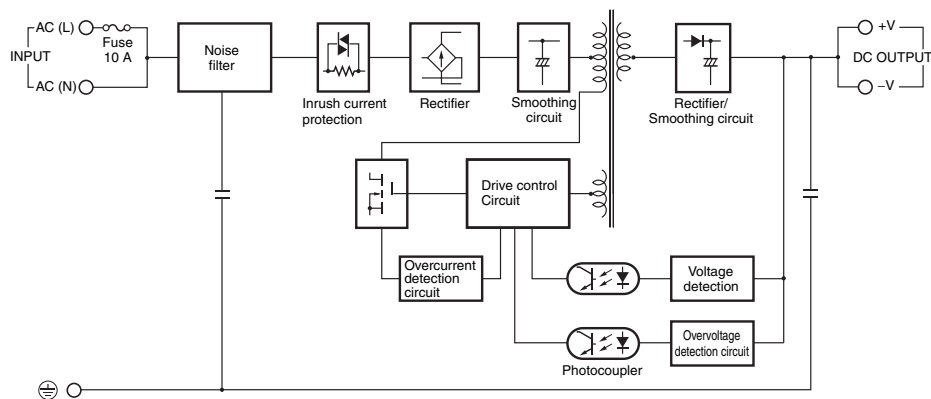 AC (L)
Fuse
10 A
INPUT
AC (N)
Noise
filter
Inrush current
protection
Rectifier
Smoothing
circuit
Rectifier/
Smoothing circuit
+V
DC OUTPUT
–V
Drive control
Circuit
Overcurrent
detection
circuit
Voltage
detection
Overvoltage
detection circuit
Photocoupler